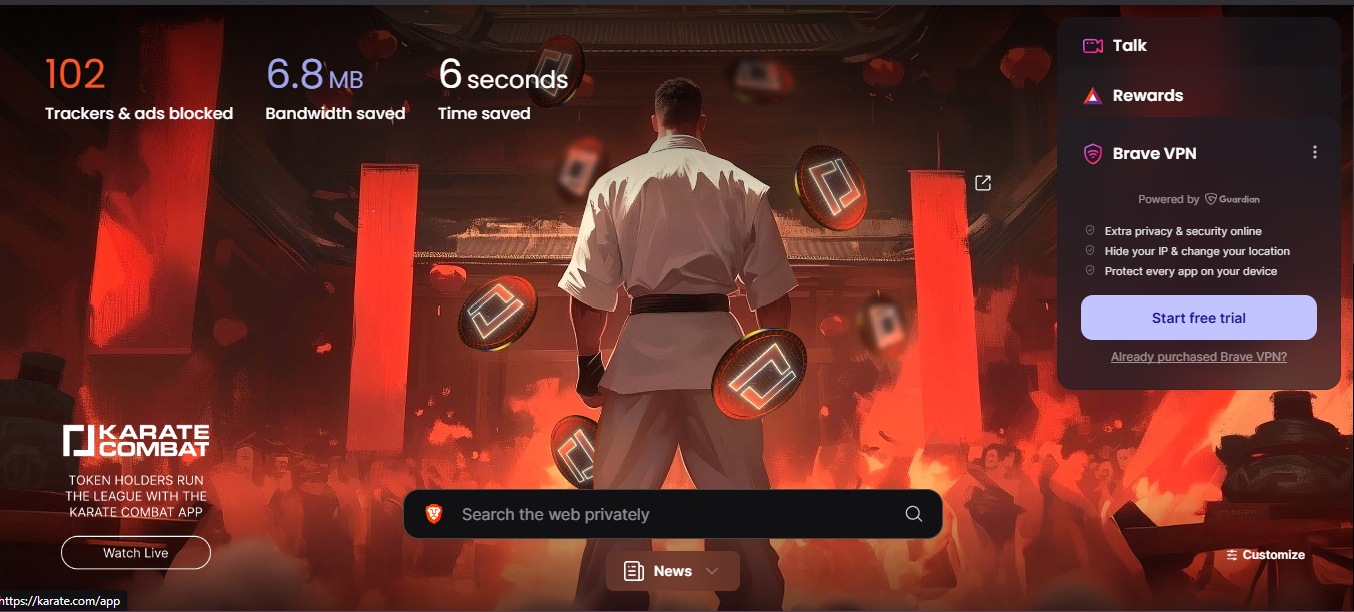 102
Trackers & ads blocked
6.8 MB
Bandwidth saved
6 seconds
Time saved
Talk
Rewards
Brave VPN
Powered by Guardian
Extra privacy & security online
Hide your IP & change your location
Protect every app on your device
Start free trial
Already purchased Brave VPN?
KARATE
COMBAT
TOKEN HOLDERS RUN
THE LEAGUE WITH THE
KARATE COMBAT APP
Watch Live
Search the web privately
News
Customize
https://karate.com/app